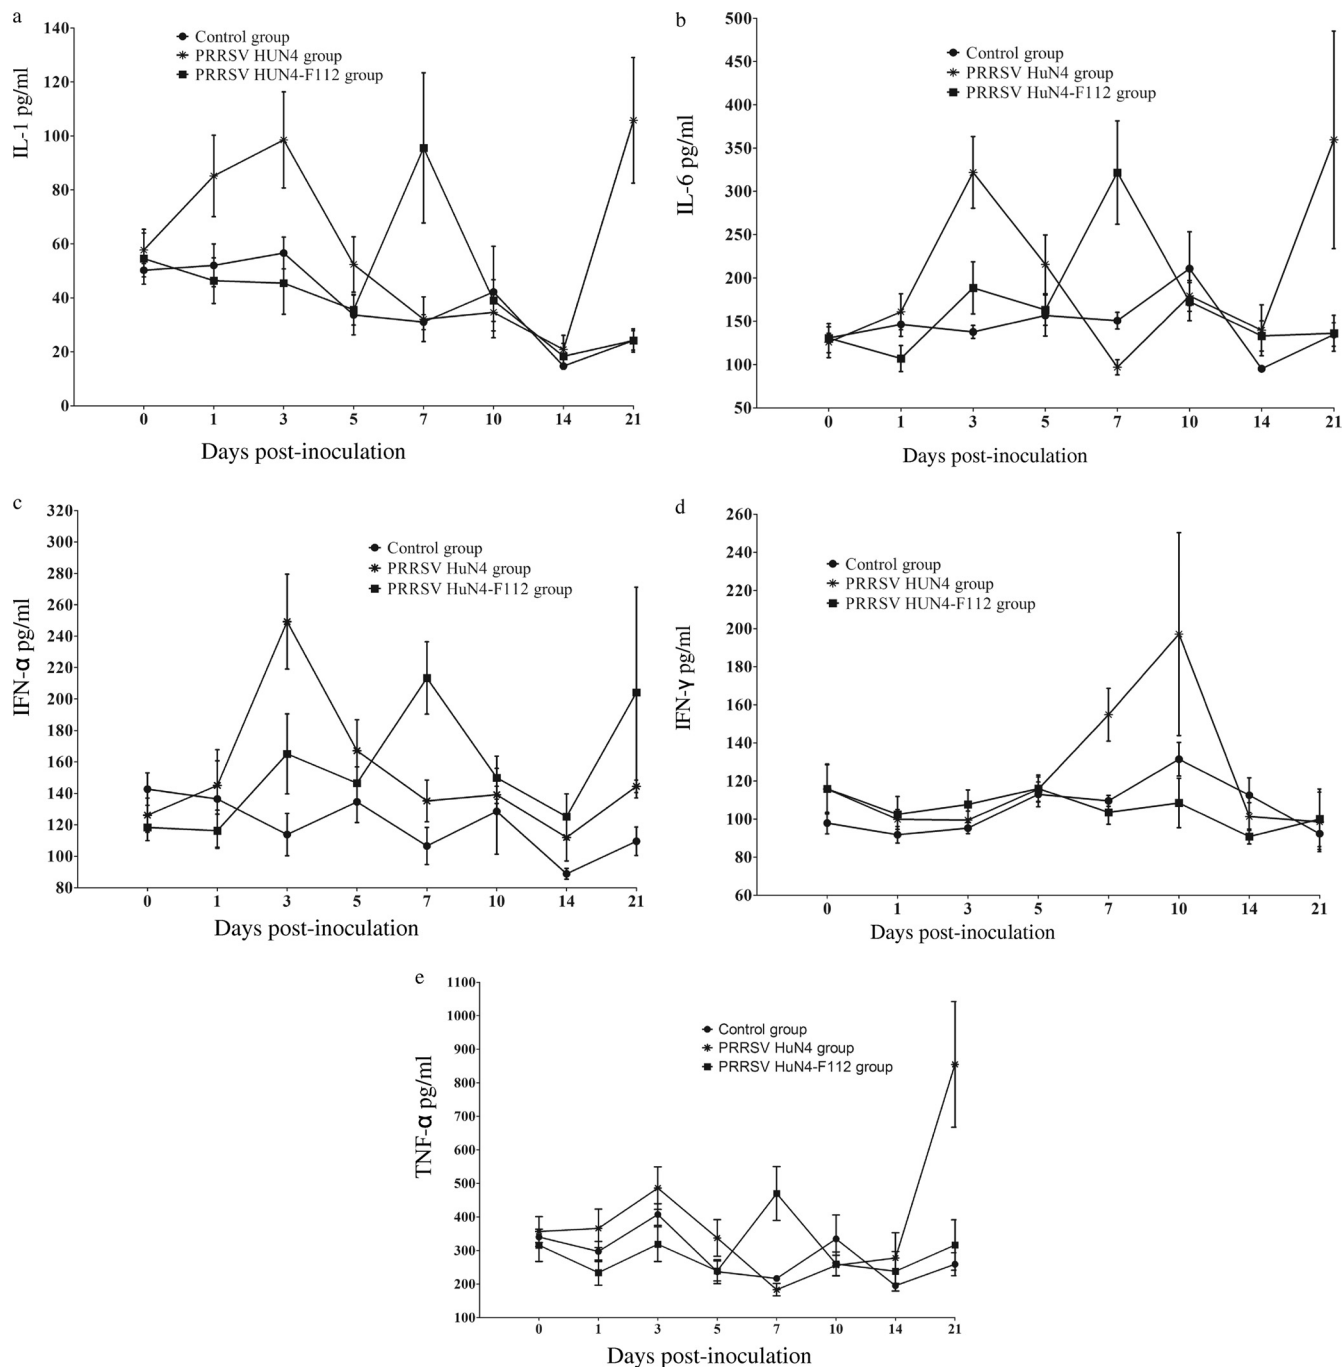 a
IL-1 pg/ml
140
120
100
80
60
40
20
0
Control group
PRRSV HUN4 group
PRRSV HUN4-F112 group
0 1 3 5 7 10 14 21
Days post-inoculation
b
IL-6 pg/ml
500
450
400
350
300
250
200
150
100
50
Control group
PRRSV HuN4 group
PRRSV HuN4-F112 group
0 1 3 5 7 10 14 21
Days post-inoculation
c
IFN-α pg/ml
320
300
280
260
240
220
200
180
160
140
120
100
80
Control group
PRRSV HuN4 group
PRRSV HuN4-F112 group
0 1 3 5 7 10 14 21
Days post-inoculation
d
IFN-γ pg/ml
260
240
220
200
180
160
140
120
100
80
60
Control group
PRRSV HUN4 group
PRRSV HUN4-F112 group
0 1 3 5 7 10 14 21
Days post-inoculation
e
TNF-α pg/ml
1100
1000
900
800
700
600
500
400
300
200
100
Control group
PRRSV HuN4 group
PRRSV HuN4-F112 group
0 1 3 5 7 10 14 21
Days post-inoculation